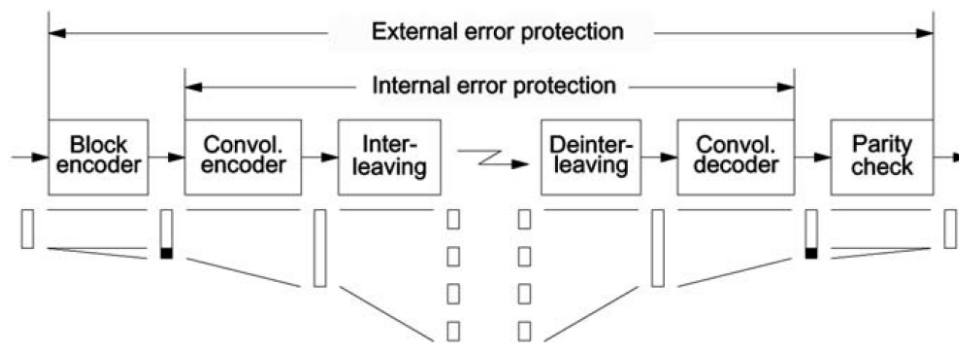 External error protection
Internal error protection
Block
encoder
Convol.
encoder
Inter-
leaving
Deinter-
leaving
Convol.
decoder
Parity
check